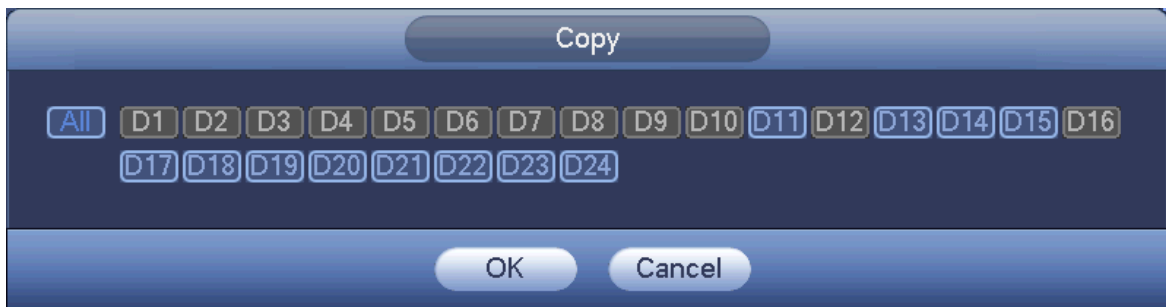 Copy
All D1 D2 D3 D4 D5 D6 D7 D8 D9 D10 D11 D12 D13 D14 D15 D16
D17 D18 D19 D20 D21 D22 D23 D24
OK Cancel